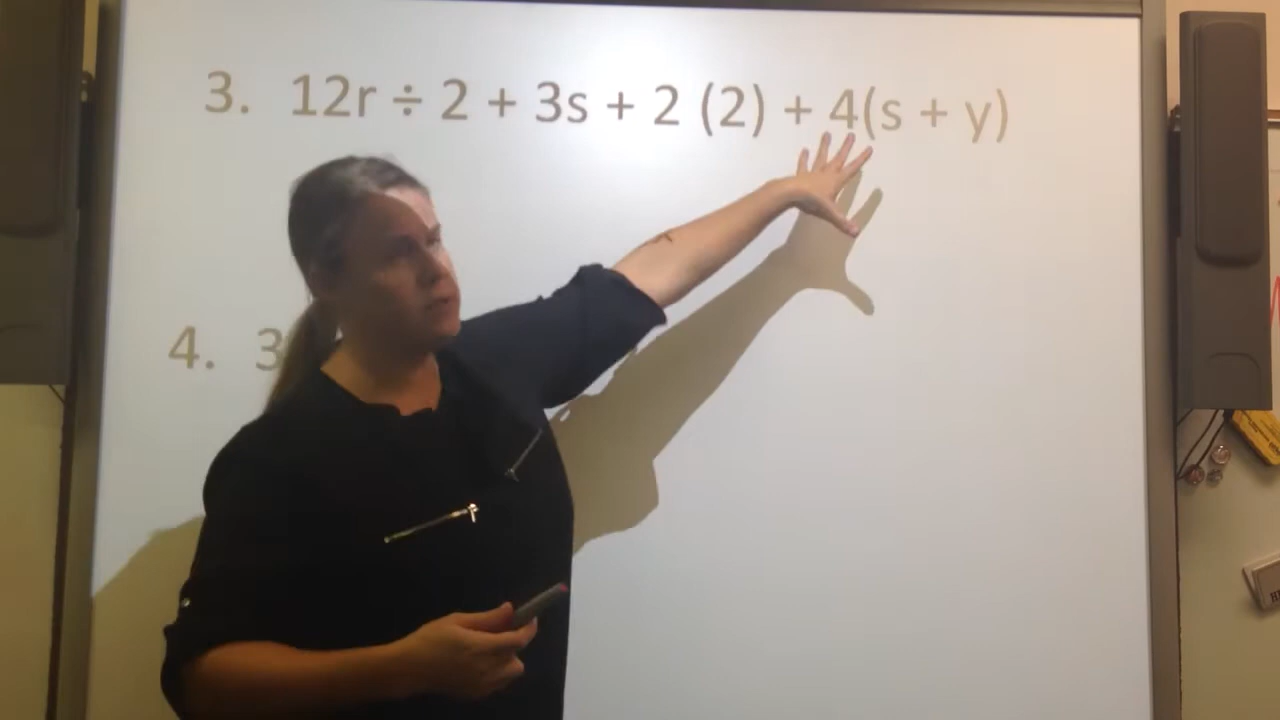 3. 12r ÷ 2 + 3s + 2 (2) + 4(s + y)
4. 3